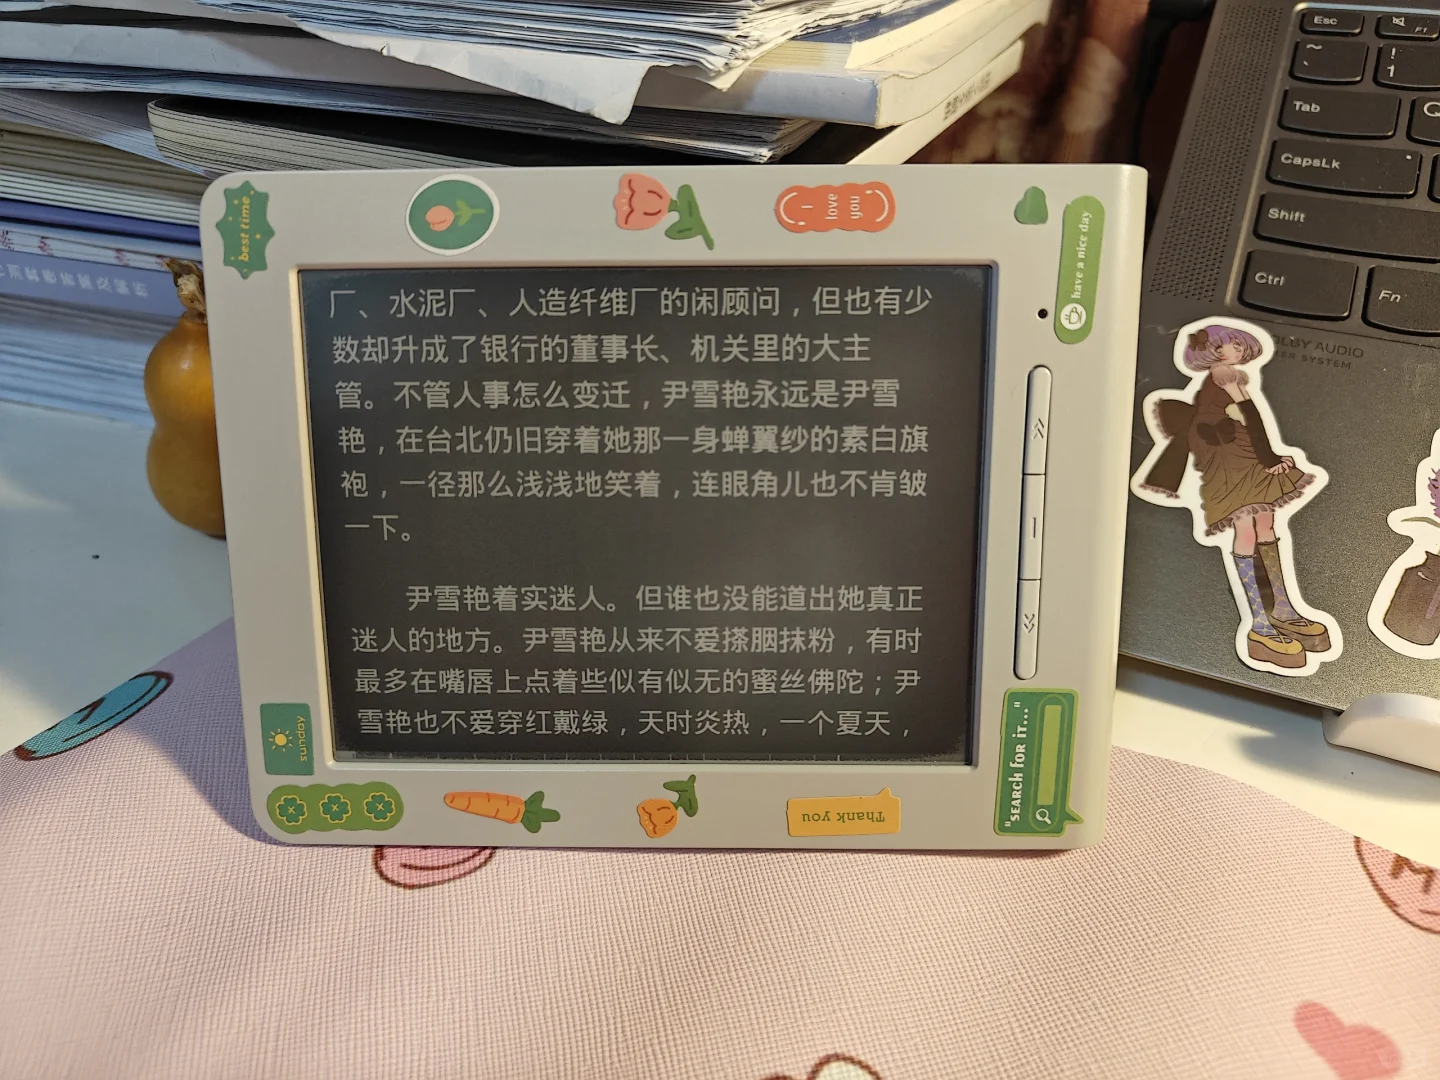 best time
I
love
you
have a nice day
厂、水泥厂、人造纤维厂的闲顾问，但也有少
数却升成了银行的董事长、机关里的大主
管。不管人事怎么变迁，尹雪艳永远是尹雪
艳，在台北仍旧穿着她那一身蝉翼纱的素白旗
袍，一径那么浅浅地笑着，连眼角儿也不肯皱
一下。
尹雪艳着实迷人。但谁也没能道出她真正
迷人的地方。尹雪艳从来不爱搽胭抹粉，有时
最多在嘴唇上点着些似有似无的蜜丝佛陀；尹
雪艳也不爱穿红戴绿，天时炎热，一个夏天，
sunday
Thank you
"SEARCH FOR IT..."
Esc
F1
~
`
!
1
Tab
Q
CapsLk
Shift
Ctrl
Fn
DOLBY AUDIO
SYSTEM
M